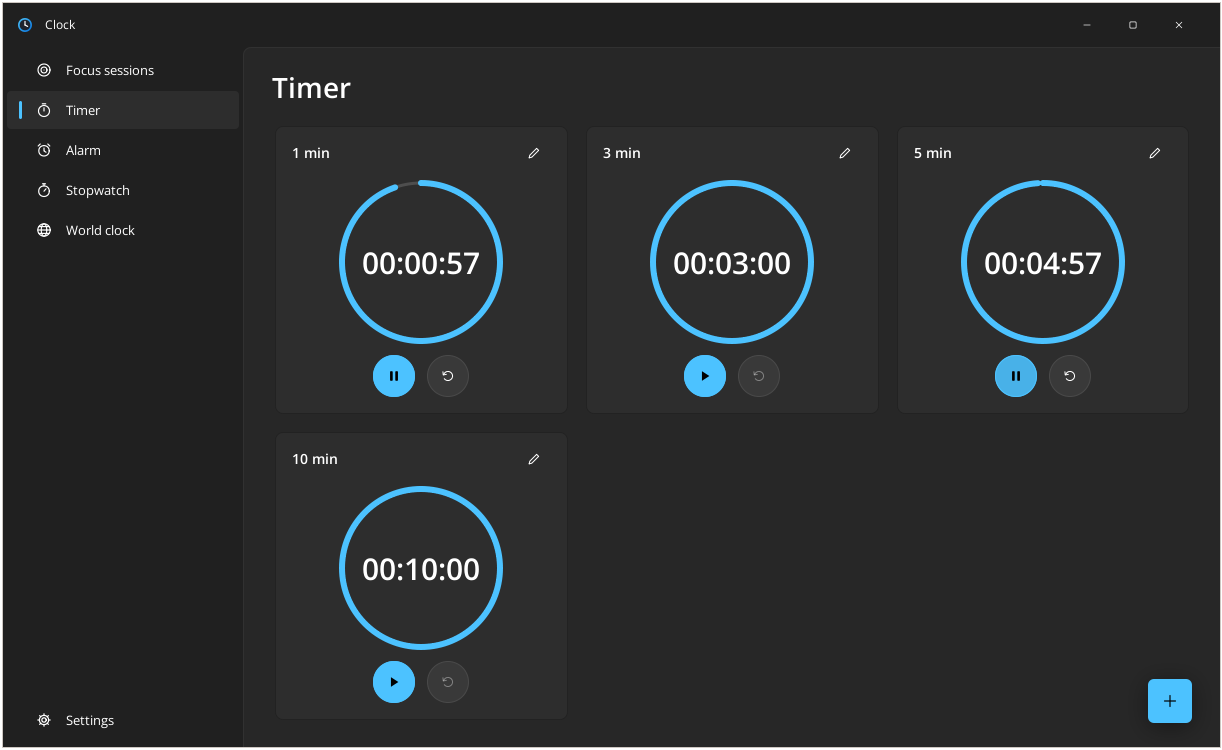 Clock
Focus sessions
Timer
Alarm
Stopwatch
World clock
Settings
Timer
1 min
00:00:57
3 min
00:03:00
5 min
00:04:57
10 min
00:10:00